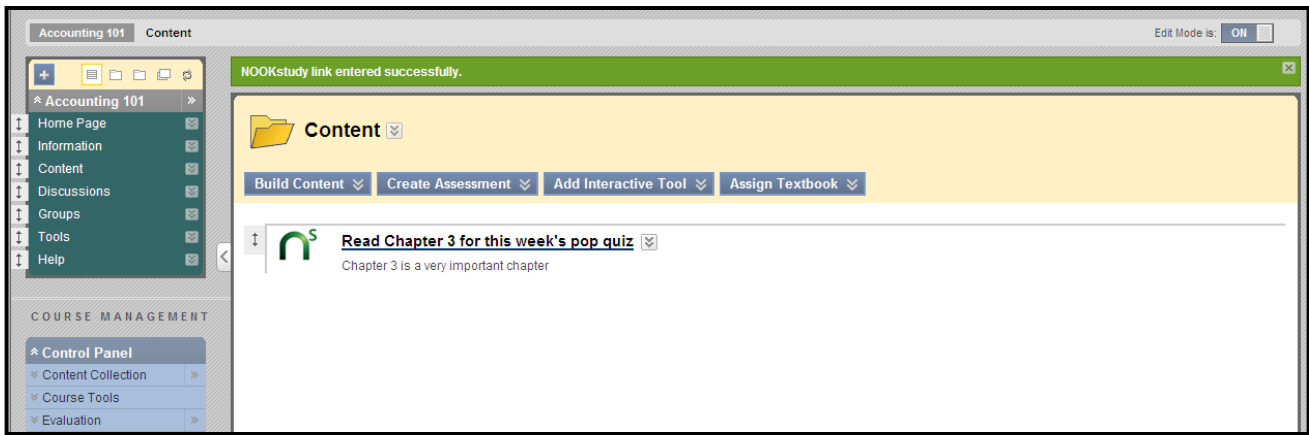 Accounting 101 Content
Edit Mode is: ON
NOOKstudy link entered successfully.
Accounting 101
Home Page
Information
Content
Discussions
Groups
Tools
Help
COURSE MANAGEMENT
Control Panel
Content Collection
Course Tools
Evaluation
Content
Build Content Create Assessment Add Interactive Tool Assign Textbook
nS
Read Chapter 3 for this week's pop quiz
Chapter 3 is a very important chapter